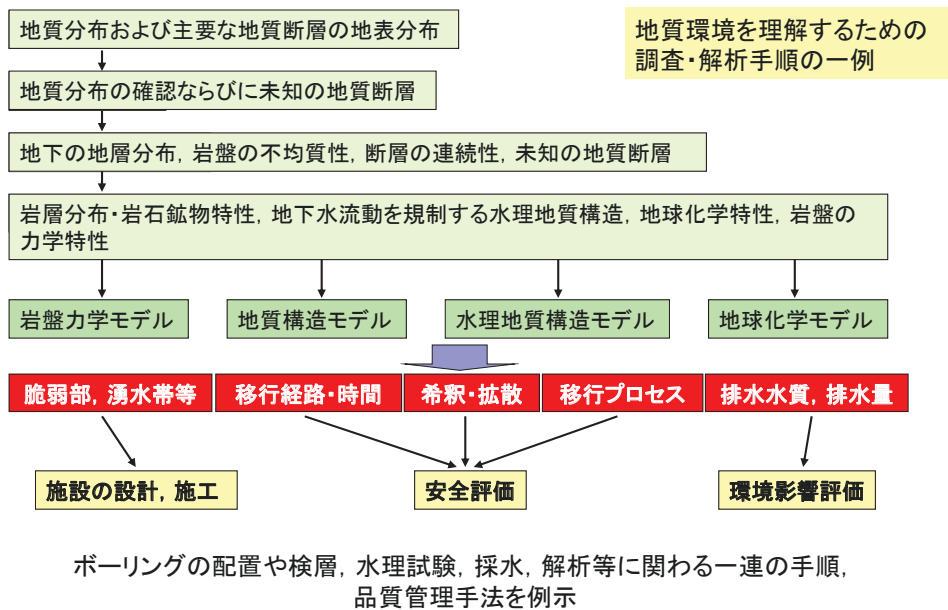 地質分布および主要な地質断層の地表分布
地質環境を理解するための
調査・解析手順の一例
地質分布の確認ならびに未知の地質断層
地下の地層分布, 岩盤の不均質性, 断層の連続性, 未知の地質断層
岩層分布・岩石鉱物特性, 地下水流動を規制する水理地質構造, 地球化学特性, 岩盤の
力学特性
岩盤力学モデル
地質構造モデル
水理地質構造モデル
地球化学モデル
脆弱部, 湧水帯等
移行経路・時間
希釈・拡散
移行プロセス
排水水質, 排水量
施設の設計, 施工
安全評価
環境影響評価
ボーリングの配置や検層, 水理試験, 採水, 解析等に関わる一連の手順,
品質管理手法を例示